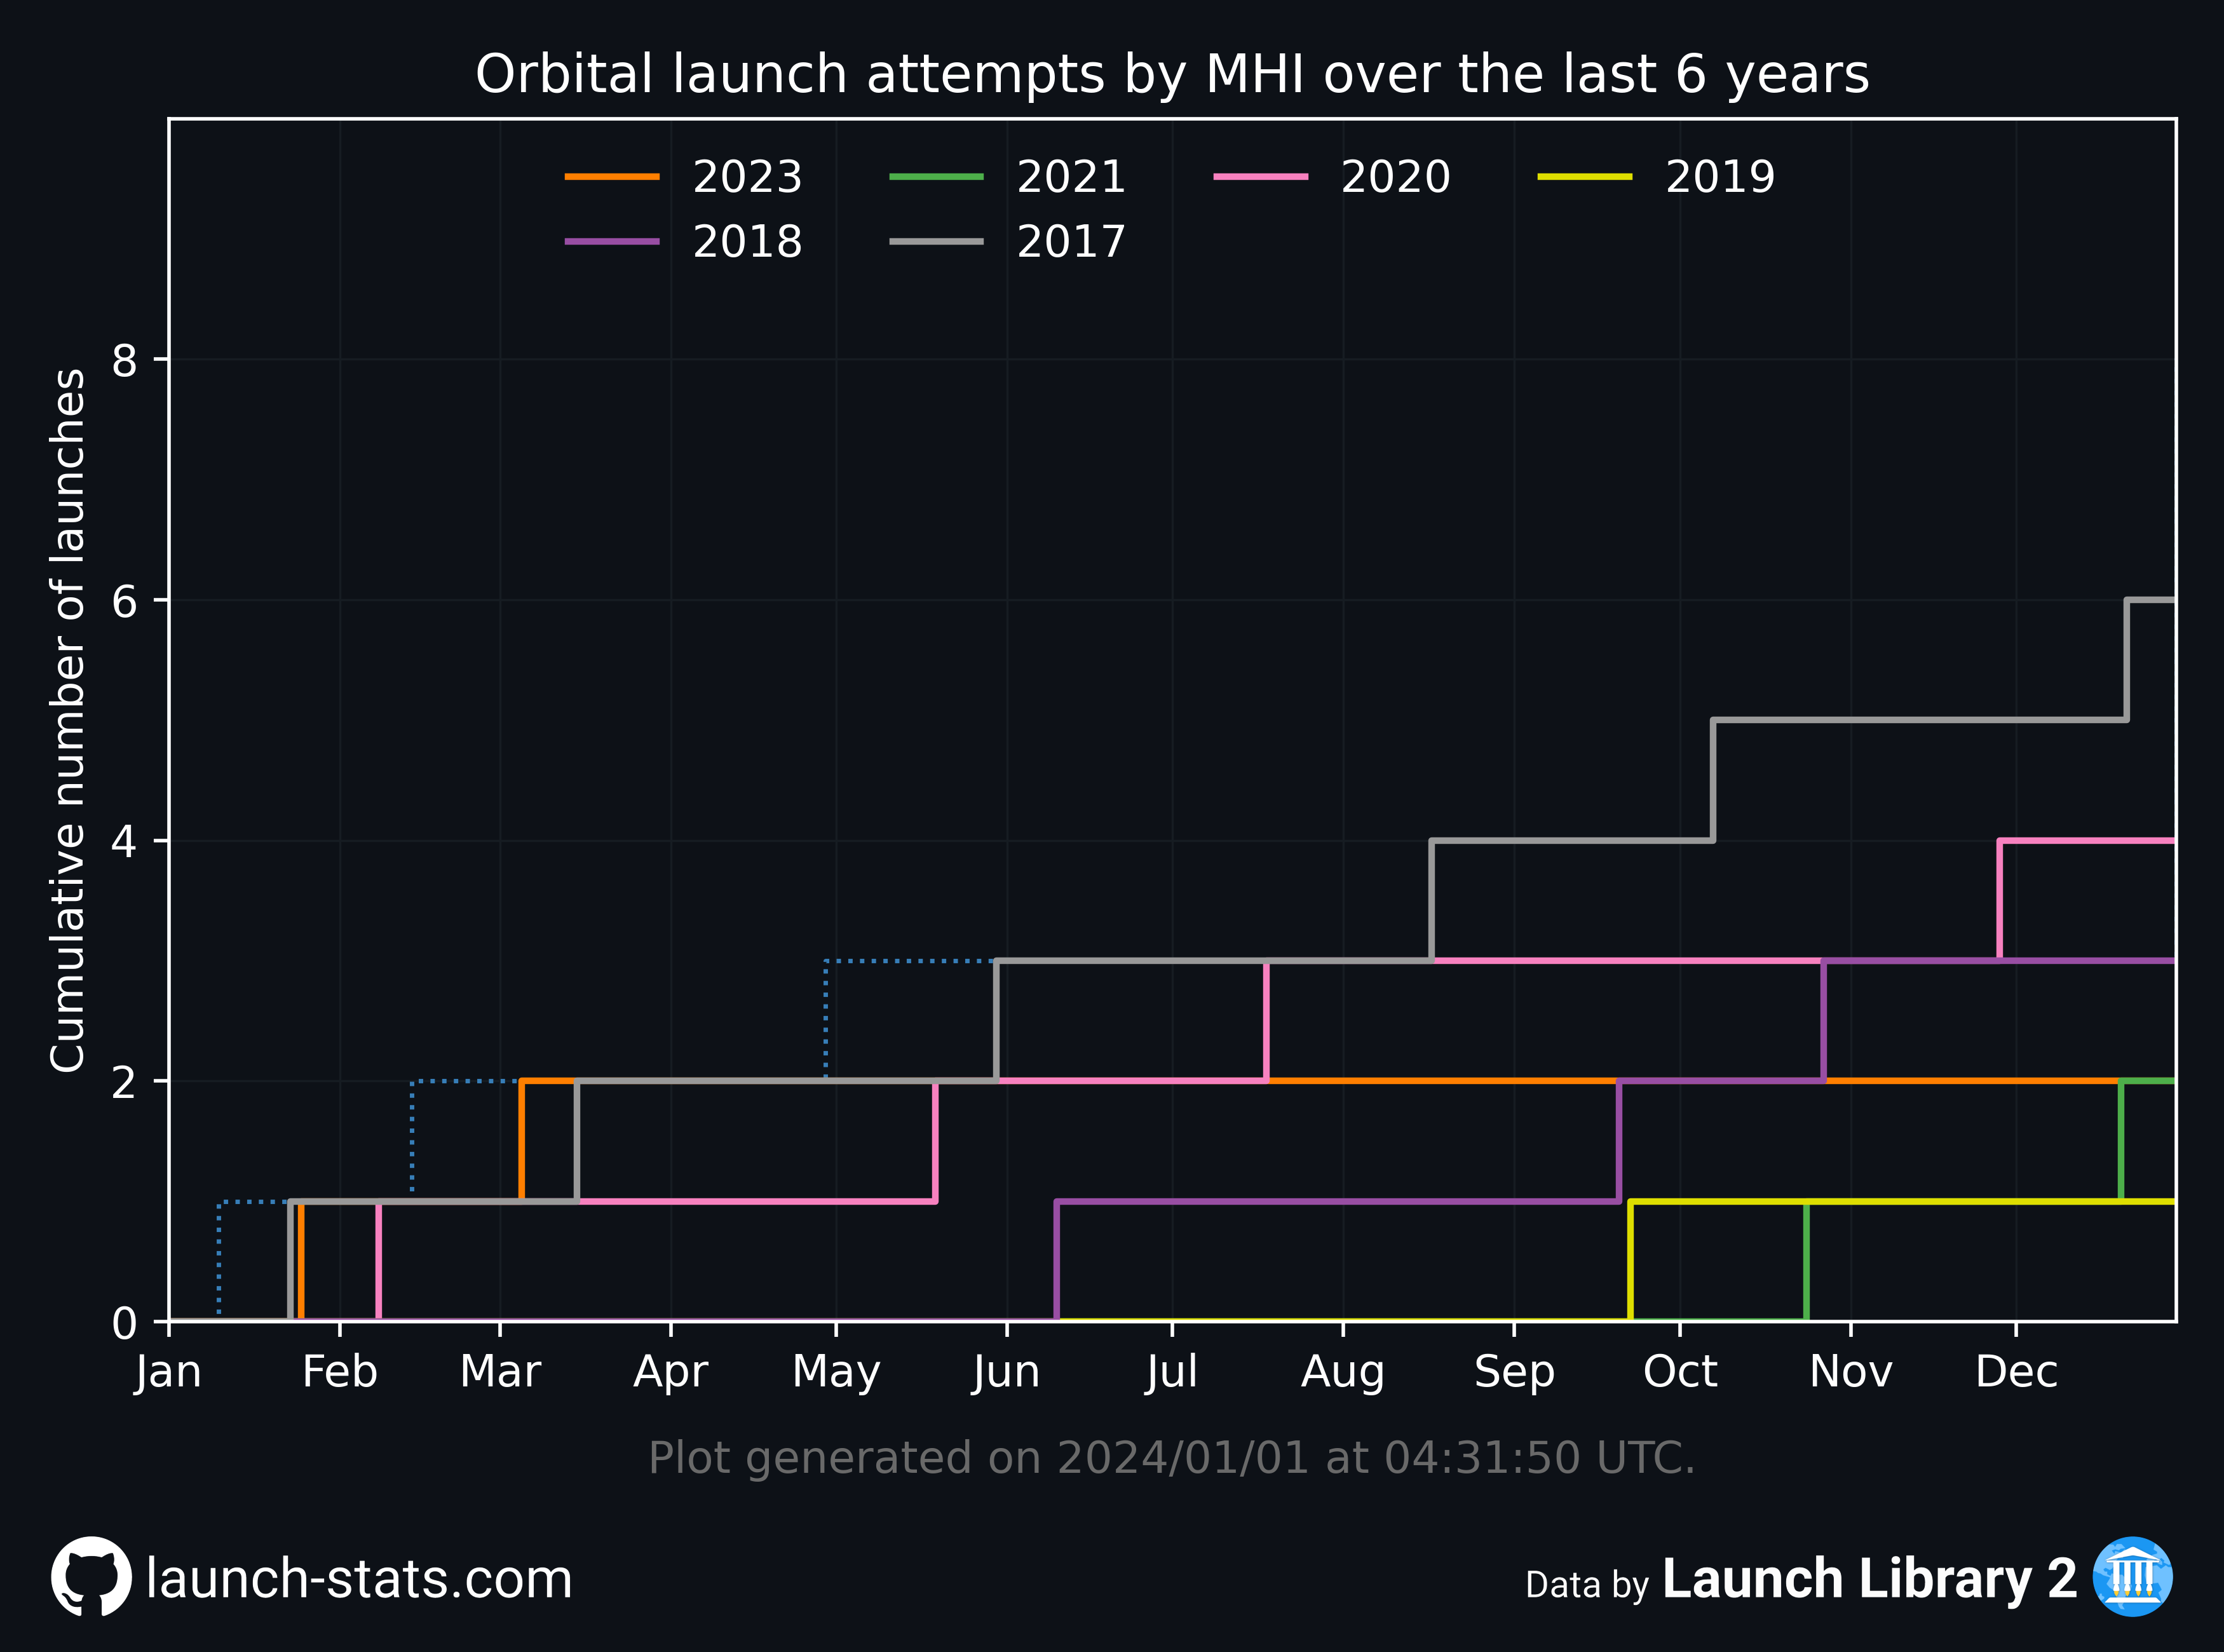 Orbital launch attempts by MHI over the last 6 years
2023 2021 2020 2019
2018 2017
Cumulative number of launches
8
6
4
2
0
Jan Feb Mar Apr May Jun Jul Aug Sep Oct Nov Dec
Plot generated on 2024/01/01 at 04:31:50 UTC.
launch-stats.com
Data by Launch Library 2